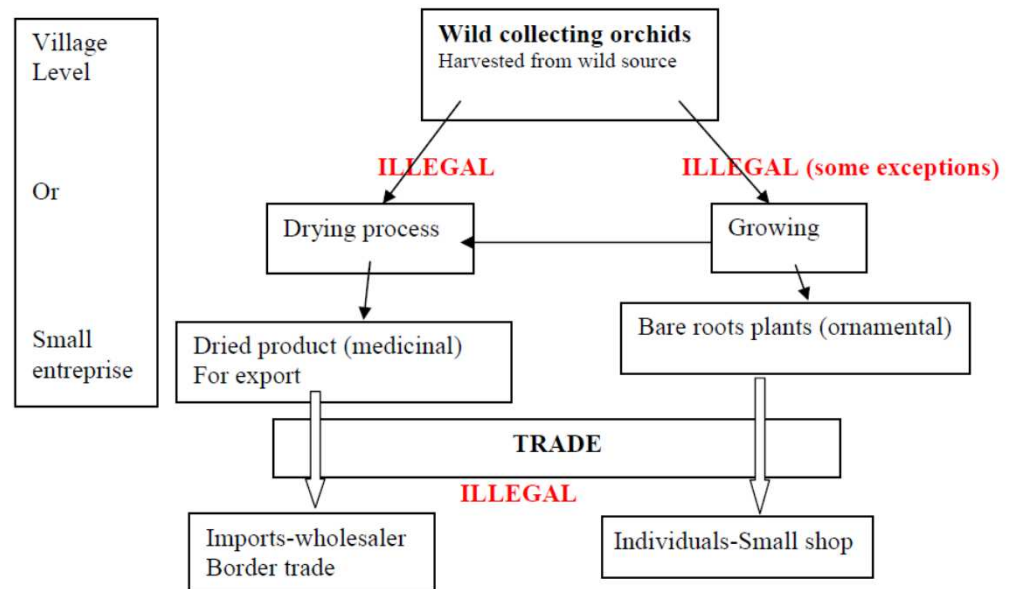 Village
Level
Or
Small
entreprise
Wild collecting orchids
Harvested from wild source
ILLEGAL
ILLEGAL (some exceptions)
Drying process
Growing
Dried product (medicinal)
For export
Bare roots plants (ornamental)
TRADE
ILLEGAL
Imports-wholesaler
Border trade
Individuals-Small shop